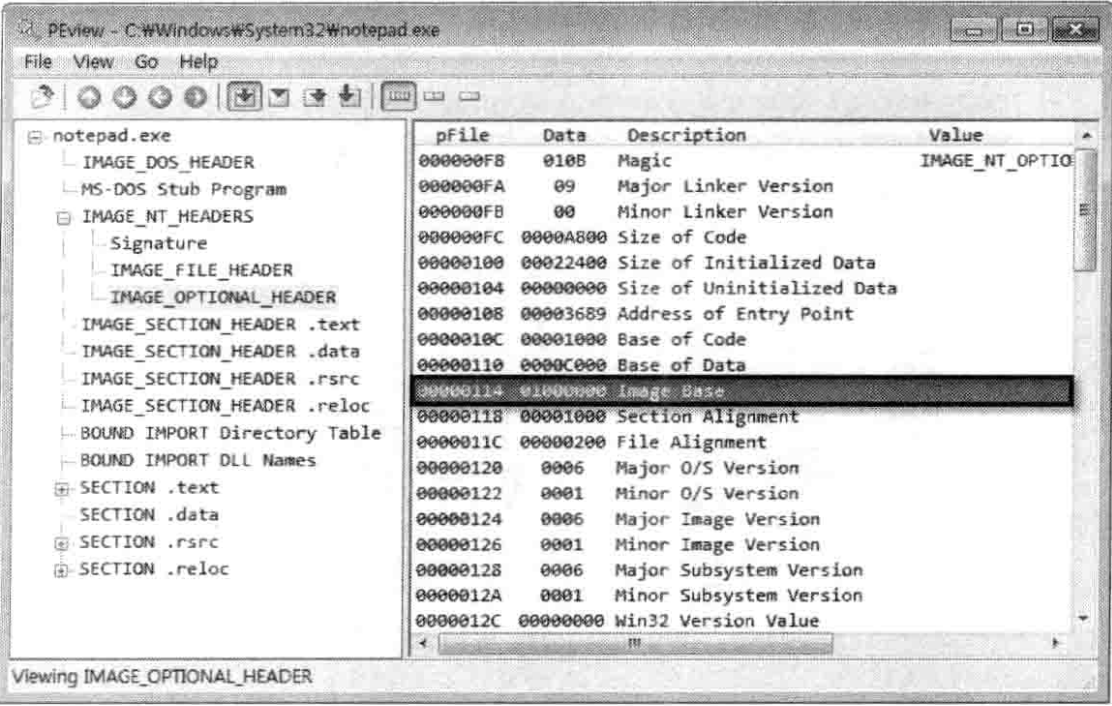 PEview - C:₩Windows₩System32₩notepad.exe
File View Go Help
notepad.exe
IMAGE_DOS_HEADER
MS-DOS Stub Program
IMAGE_NT_HEADERS
Signature
IMAGE_FILE_HEADER
IMAGE_OPTIONAL_HEADER
IMAGE_SECTION_HEADER .text
IMAGE_SECTION_HEADER .data
IMAGE_SECTION_HEADER .rsrc
IMAGE_SECTION_HEADER .reloc
BOUND IMPORT Directory Table
BOUND IMPORT DLL Names
SECTION .text
SECTION .data
SECTION .rsrc
SECTION .reloc
pFile Data Description Value
000000F8 010B Magic IMAGE_NT_OPTIO
000000FA 09 Major Linker Version
000000FB 00 Minor Linker Version
000000FC 0000A800 Size of Code
00000100 00022400 Size of Initialized Data
00000104 00000000 Size of Uninitialized Data
00000108 00003689 Address of Entry Point
0000010C 00001000 Base of Code
00000110 0000C000 Base of Data
00000114 01000000 Image Base
00000118 00001000 Section Alignment
0000011C 00000200 File Alignment
00000120 0006 Major O/S Version
00000122 0001 Minor O/S Version
00000124 0006 Major Image Version
00000126 0001 Minor Image Version
00000128 0006 Major Subsystem Version
0000012A 0001 Minor Subsystem Version
0000012C 00000000 Win32 Version Value
Viewing IMAGE_OPTIONAL_HEADER